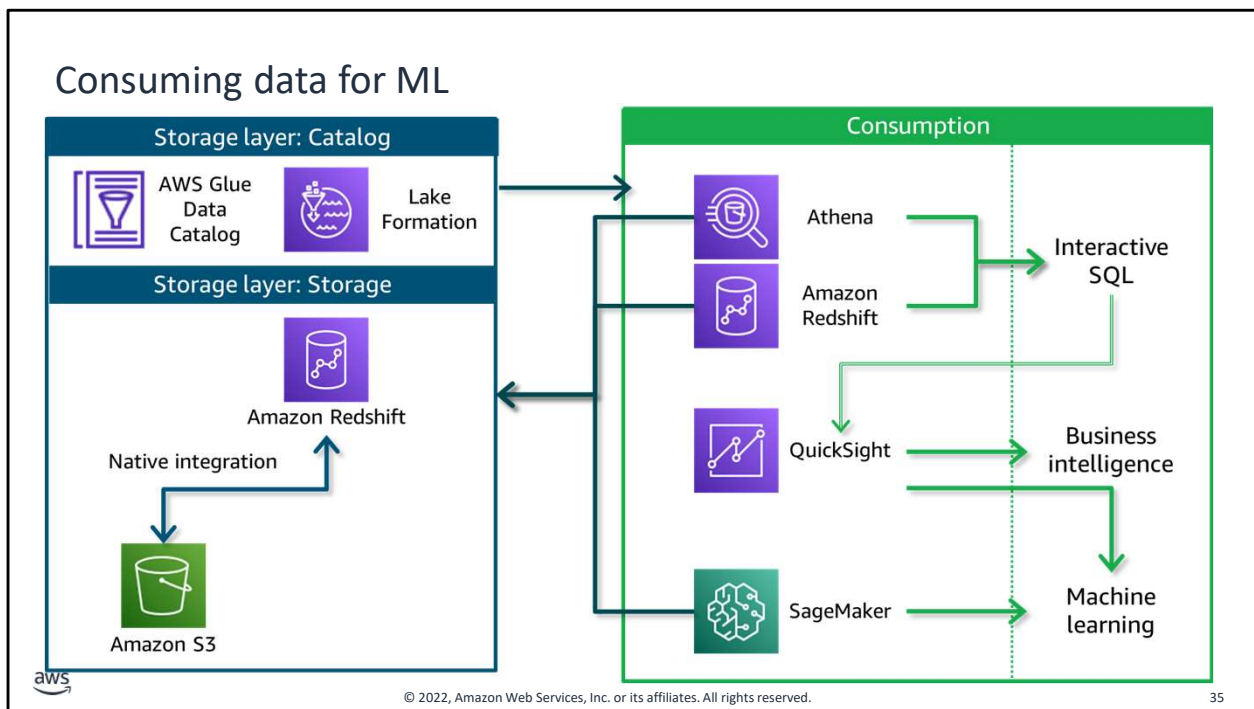 Consuming data for ML
Storage layer: Catalog
AWS Glue
Data
Catalog
Lake
Formation
Storage layer: Storage
Amazon Redshift
Native integration
Amazon S3
Consumption
Athena
Amazon
Redshift
Interactive
SQL
QuickSight
Business
intelligence
SageMaker
Machine
learning
aws
© 2022, Amazon Web Services, Inc. or its affiliates. All rights reserved.
35